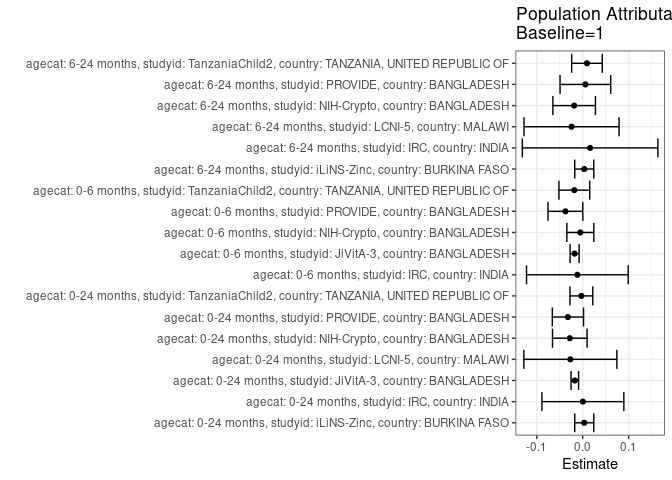 Population Attributa
Baseline=1
agecat: 6-24 months, studyid: TanzaniaChild2, country: TANZANIA, UNITED REPUBLIC OF
agecat: 6-24 months, studyid: PROVIDE, country: BANGLADESH
agecat: 6-24 months, studyid: NIH-Crypto, country: BANGLADESH
agecat: 6-24 months, studyid: LCNI-5, country: MALAWI
agecat: 6-24 months, studyid: IRC, country: INDIA
agecat: 6-24 months, studyid: iLiNS-Zinc, country: BURKINA FASO
agecat: 0-6 months, studyid: TanzaniaChild2, country: TANZANIA, UNITED REPUBLIC OF
agecat: 0-6 months, studyid: PROVIDE, country: BANGLADESH
agecat: 0-6 months, studyid: NIH-Crypto, country: BANGLADESH
agecat: 0-6 months, studyid: JiVitA-3, country: BANGLADESH
agecat: 0-6 months, studyid: IRC, country: INDIA
agecat: 0-24 months, studyid: TanzaniaChild2, country: TANZANIA, UNITED REPUBLIC OF
agecat: 0-24 months, studyid: PROVIDE, country: BANGLADESH
agecat: 0-24 months, studyid: NIH-Crypto, country: BANGLADESH
agecat: 0-24 months, studyid: LCNI-5, country: MALAWI
agecat: 0-24 months, studyid: JiVitA-3, country: BANGLADESH
agecat: 0-24 months, studyid: IRC, country: INDIA
agecat: 0-24 months, studyid: iLiNS-Zinc, country: BURKINA FASO
-0.1 0.0 0.1
Estimate